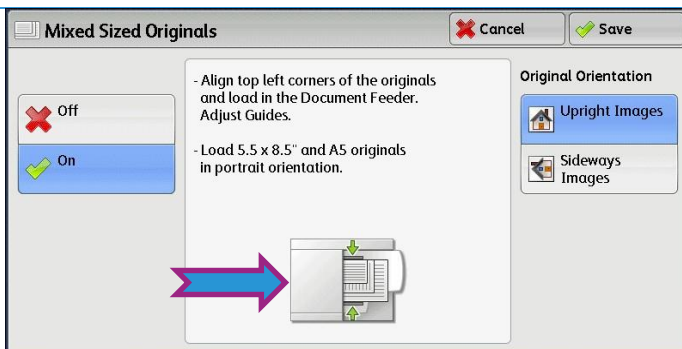 Mixed Sized Originals
Cancel
Save
Off
On
- Align top left corners of the originals
and load in the Document Feeder.
Adjust Guides.
- Load 5.5 x 8.5" and A5 originals
in portrait orientation.
Original Orientation
Upright Images
Sideways
Images